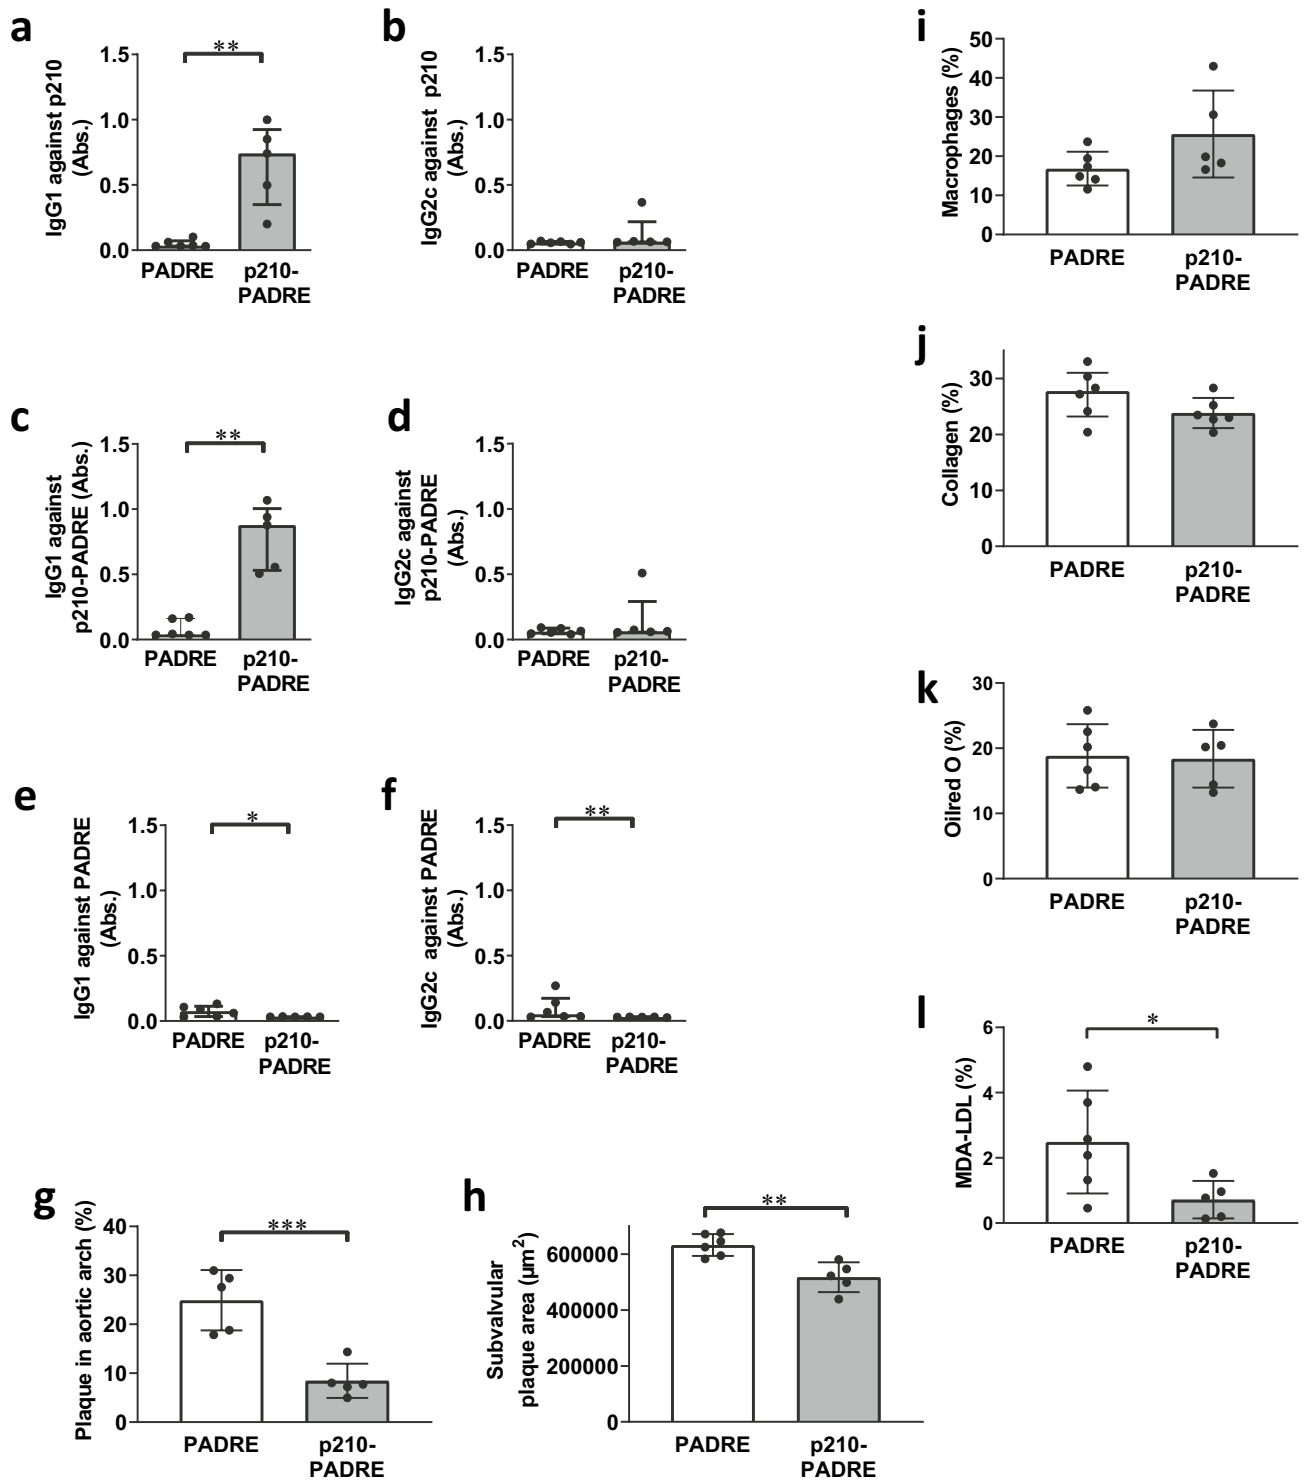 a
IgG1 against p210
(Abs.)
1.5
1.0
0.5
0.0
**
PADRE
p210-
PADRE
b
IgG2c against p210
(Abs.)
1.5
1.0
0.5
0.0
PADRE
p210-
PADRE
c
IgG1 against
p210-PADRE (Abs.)
1.5
1.0
0.5
0.0
**
PADRE
p210-
PADRE
d
IgG2c against
p210-PADRE
(Abs.)
1.5
1.0
0.5
0.0
PADRE
p210-
PADRE
e
IgG1 against PADRE
(Abs.)
1.5
1.0
0.5
0.0
*
PADRE
p210-
PADRE
f
IgG2c against PADRE
(Abs.)
1.5
1.0
0.5
0.0
**
PADRE
p210-
PADRE
g
Plaque in aortic arch (%)
40
30
20
10
0
***
PADRE
p210-
PADRE
h
Subvalvular
plaque area (µm²)
600000
400000
200000
0
**
PADRE
p210-
PADRE
i
Macrophages (%)
50
40
30
20
10
0
PADRE
p210-
PADRE
j
Collagen (%)
30
20
10
0
PADRE
p210-
PADRE
k
Oilred O (%)
30
20
10
0
PADRE
p210-
PADRE
l
MDA-LDL (%)
6
4
2
0
*
PADRE
p210-
PADRE